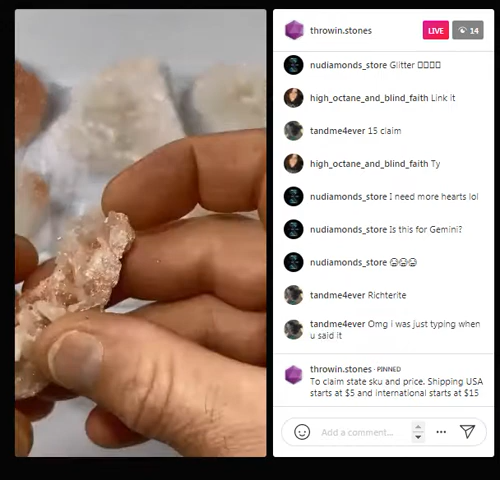 throwin.stones
LIVE
14
nudiamonds_store Glitter
high_octane_and_blind_faith Link it
tandme4ever 15 claim
high_octane_and_blind_faith Ty
nudiamonds_store I need more hearts lol
nudiamonds_store Is this for Gemini?
nudiamonds_store 😭😭😭
tandme4ever Richterite
tandme4ever Omg i was just typing when
u said it
throwin.stones · PINNED
To claim state sku and price. Shipping USA
starts at $5 and international starts at $15
Add a comment...